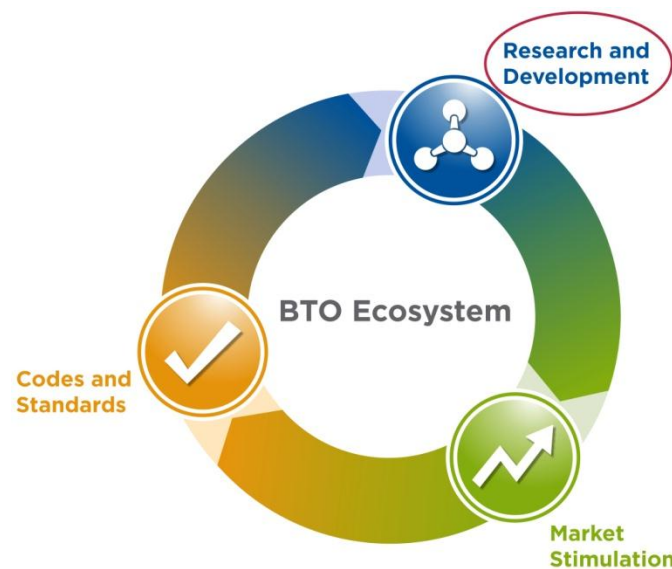 Research and
Development
BTO Ecosystem
Codes and
Standards
Market
Stimulation